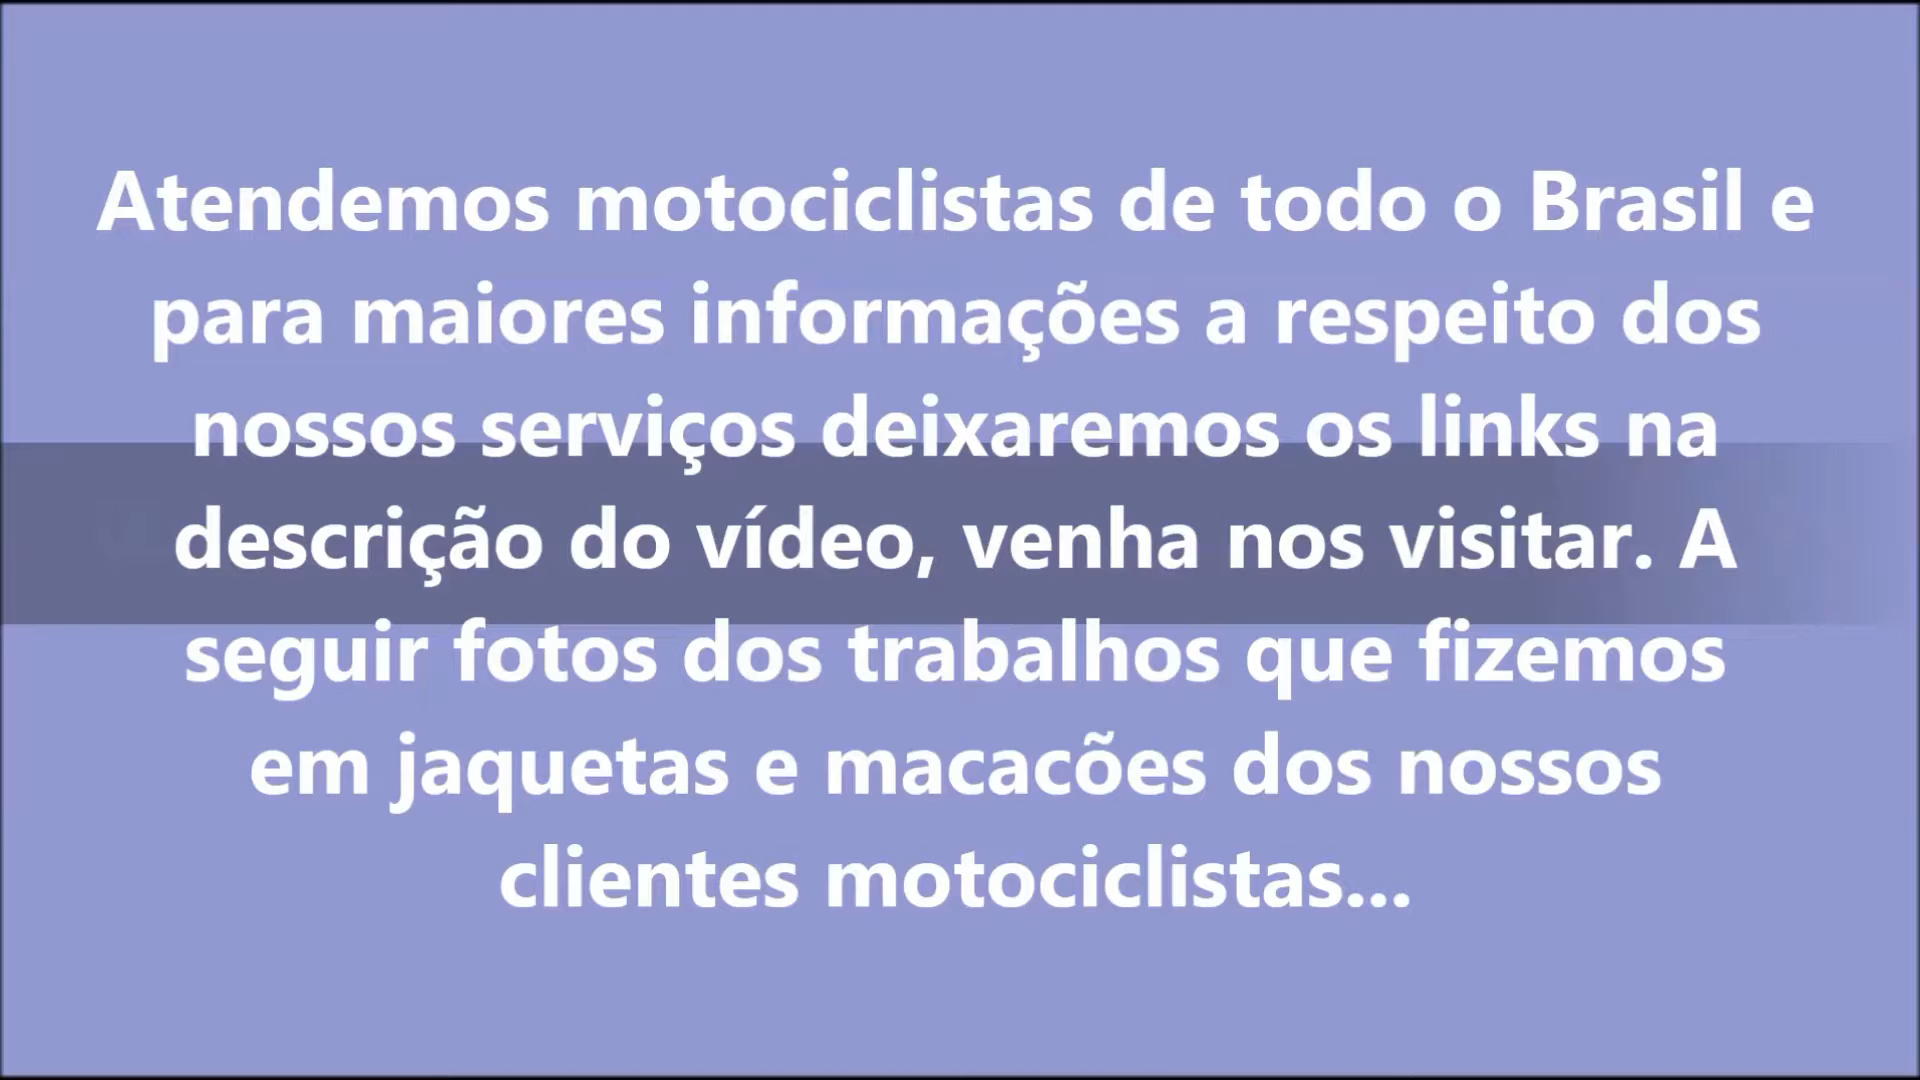 Atendemos motociclistas de todo o Brasil e
para maiores informações a respeito dos
nossos serviços deixaremos os links na
descrição do vídeo, venha nos visitar. A
seguir fotos dos trabalhos que fizemos
em jaquetas e macacões dos nossos
clientes motociclistas...